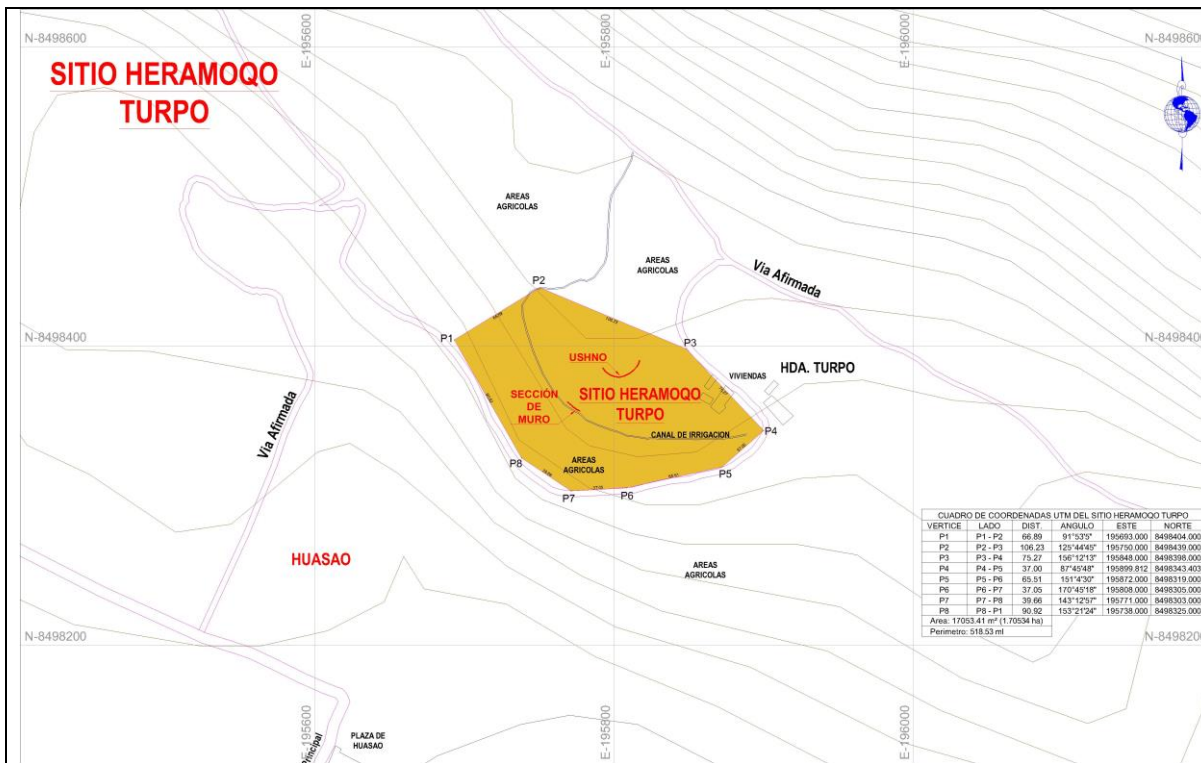 N-8498600
E-195600
E-195800
E-196000
N-8498600
SITIO HERAMOQO
TURPO
AREAS
AGRICOLAS
AREAS
AGRICOLAS
Via Afirmada
P2
P1
P3
N-8498400
N-8498400
USHNO
VIVIENDAS
HDA. TURPO
SECCIÓN
DE
MURO
SITIO HERAMOQO
TURPO
CANAL DE IRRIGACION
P4
Via Afirmada
AREAS
AGRICOLAS
P8
P5
P7
P6
HUASAO
AREAS
AGRICOLAS
CUADRO DE COORDENADAS UTM DEL SITIO HERAMOQO TURPO
VERTICE LADO DIST. ANGULO ESTE NORTE
P1 P1 - P2 66.89 91°53'5" 195693.000 8498404.000
P2 P2 - P3 106.23 125°44'45" 195750.000 8498439.000
P3 P3 - P4 75.27 156°12'13" 195848.000 8498398.000
P4 P4 - P5 37.00 87°45'48" 195899.812 8498343.403
P5 P5 - P6 65.51 151°4'30" 195872.000 8498319.000
P6 P6 - P7 37.05 170°45'18" 195808.000 8498305.000
P7 P7 - P8 39.66 143°12'57" 195771.000 8498303.000
P8 P8 - P1 90.92 153°21'24" 195738.000 8498325.000
Area: 17053.41 m² (1.70534 ha)
Perimetro: 518.53 ml
N-8498200
N-8498200
E-195600
E-195800
E-196000
Principal
PLAZA DE
HUASAO